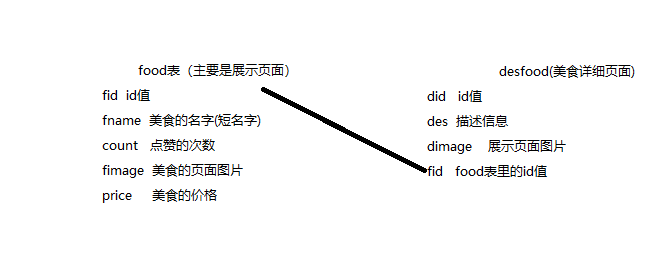 food表（主要是展示页面）
fid id值
fname 美食的名字(短名字)
count 点赞的次数
fimage 美食的页面图片
price 美食的价格
desfood(美食详细页面)
did id值
des 描述信息
dimage 展示页面图片
fid food表里的id值